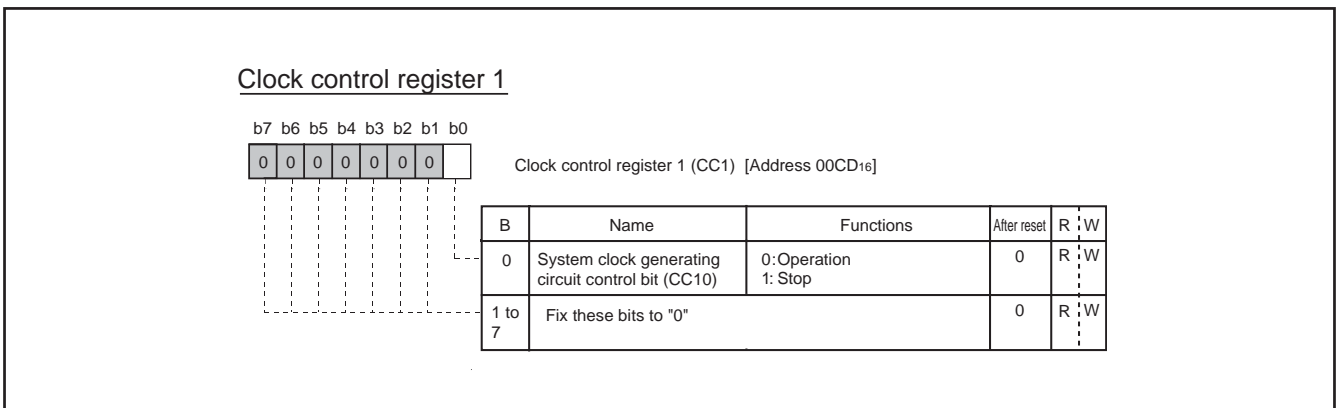 Clock control register 1
b7 b6 b5 b4 b3 b2 b1 b0
0 0 0 0 0 0 0
Clock control register 1 (CC1) [Address 00CD16]
B Name Functions After reset R W
0 System clock generating circuit control bit (CC10) 0:Operation 1: Stop 0 R W
1 to 7 Fix these bits to "0" 0 R W